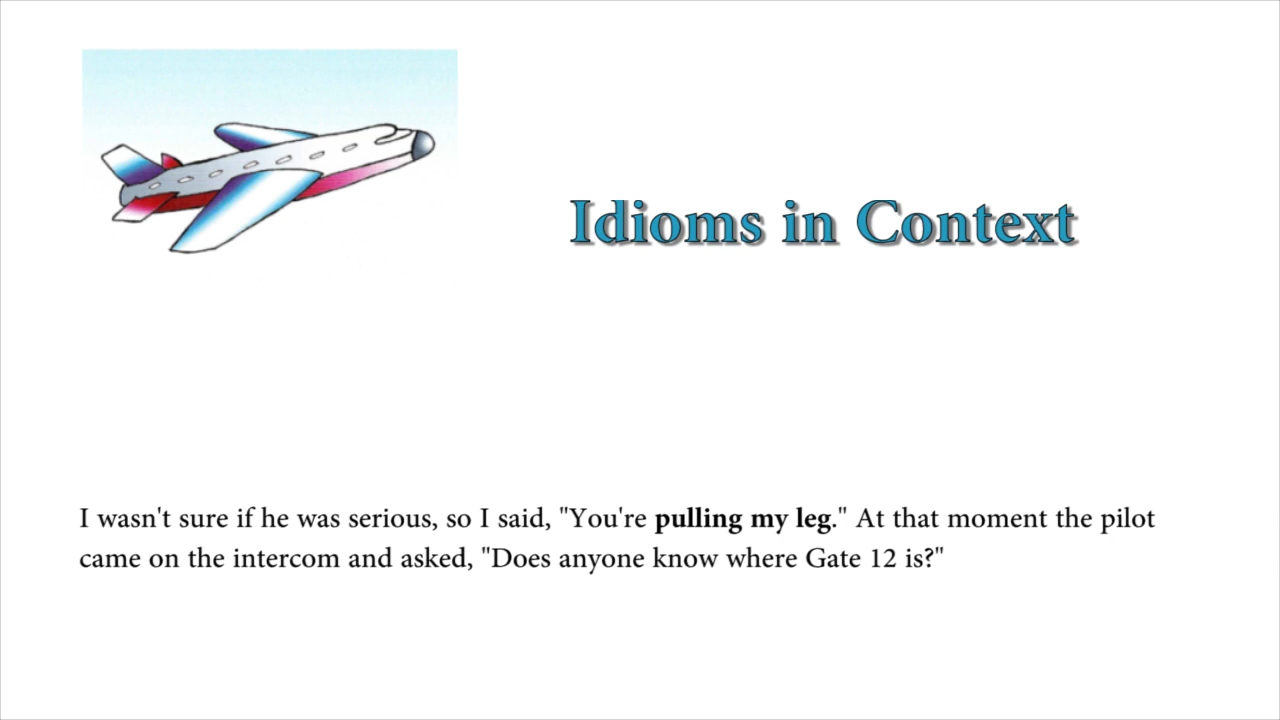 Idioms in Context
I wasn't sure if he was serious, so I said, "You're pulling my leg." At that moment the pilot
came on the intercom and asked, "Does anyone know where Gate 12 is?"